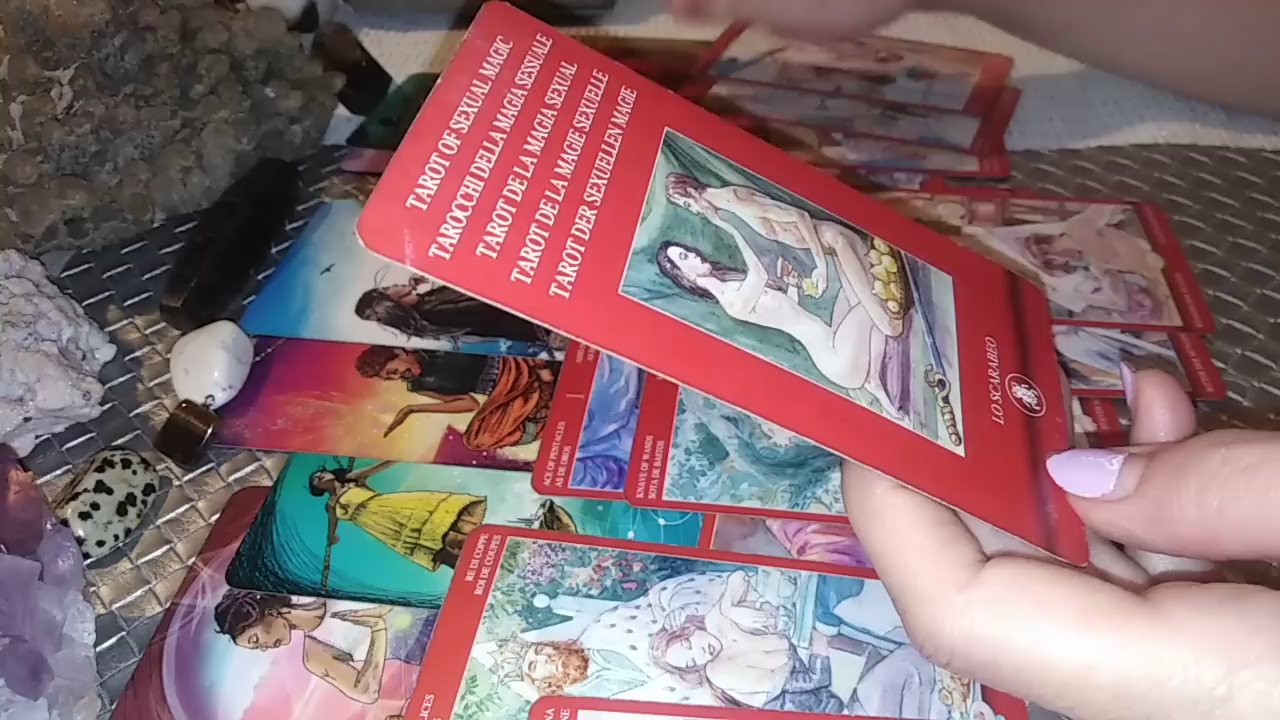 TAROT OF SEXUAL MAGIC
TAROCCHI DELLA MAGIA SESSUALE
TAROT DE LA MAGIA SEXUAL
TAROT DE LA MAGIE SEXUELLE
TAROT DER SEXUELLEN MAGIE
LO SCARABEO
ACE OF PENTACLES
AS DE OROS
I
KNAVE OF WANDS
SOTA DE BASTOS
RE DI COPPE
ROI DE COUPES